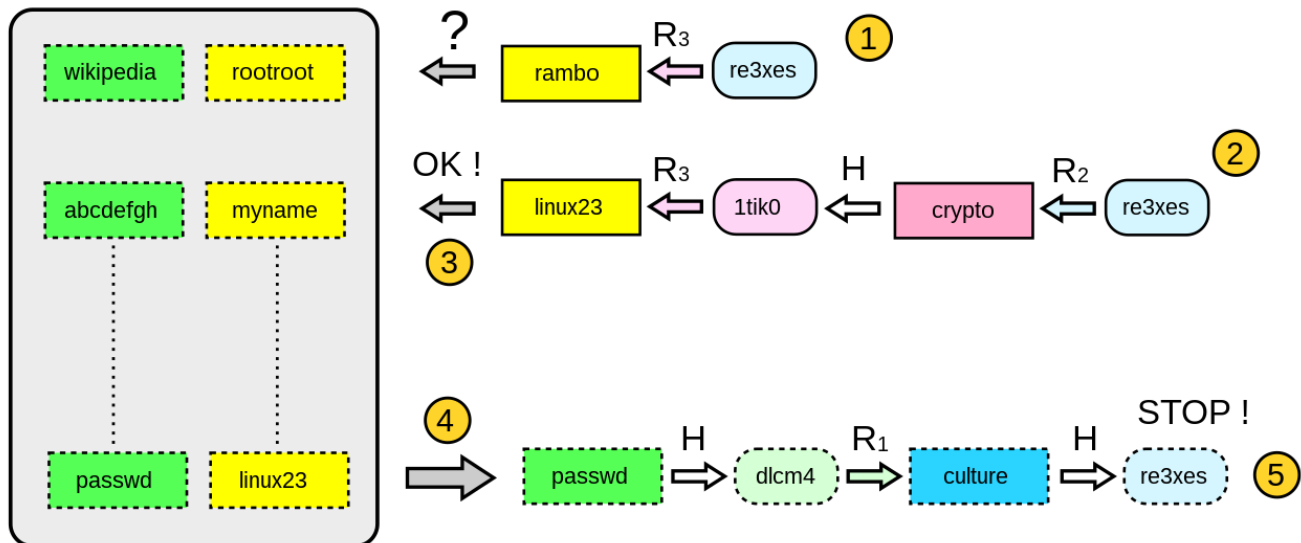 wikipedia rootroot ? rambo R3 re3xes 1
abcdefgh myname OK ! linux23 R3 1tik0 H crypto R2 re3xes 2
3
4 STOP !
passwd linux23 passwd H dlcm4 R1 culture H re3xes 5